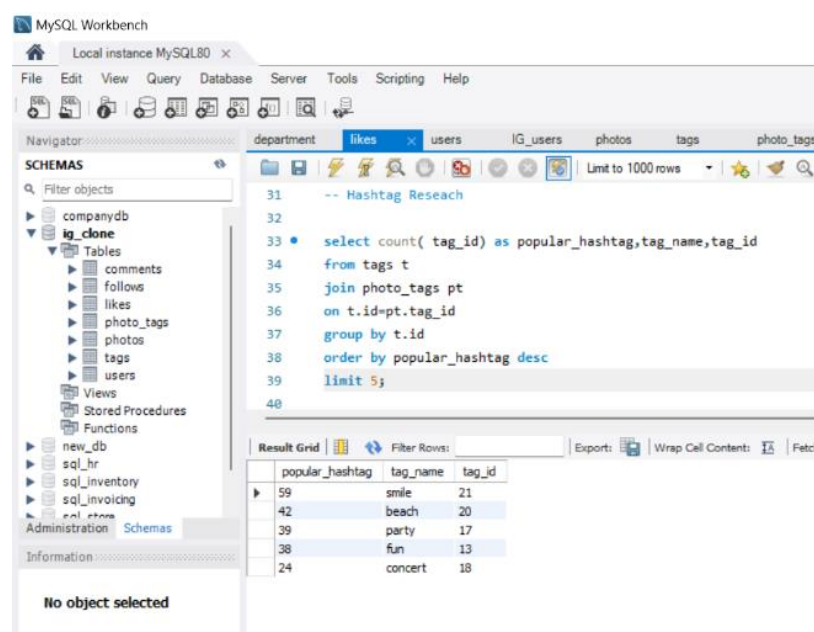 MySQL Workbench
Local instance MySQL80
File Edit View Query Database Server Tools Scripting Help
Navigator
SCHEMAS
Filter objects
companydb
ig_clone
Tables
comments
follows
likes
photo_tags
photos
tags
users
Views
Stored Procedures
Functions
new_db
sql_hr
sql_inventory
sql_invoicing
sql_store
Administration Schemas
Information
No object selected
department likes users IG_users photos tags photo_tags
Limit to 1000 rows
31 -- Hashtag Reseach
32
33 select count( tag_id) as popular_hashtag,tag_name,tag_id
34 from tags t
35 join photo_tags pt
36 on t.id=pt.tag_id
37 group by t.id
38 order by popular_hashtag desc
39 limit 5;
40
Result Grid Filter Rows: Export: Wrap Cell Content: Fetc
popular_hashtag tag_name tag_id
59 smile 21
42 beach 20
39 party 17
38 fun 13
24 concert 18